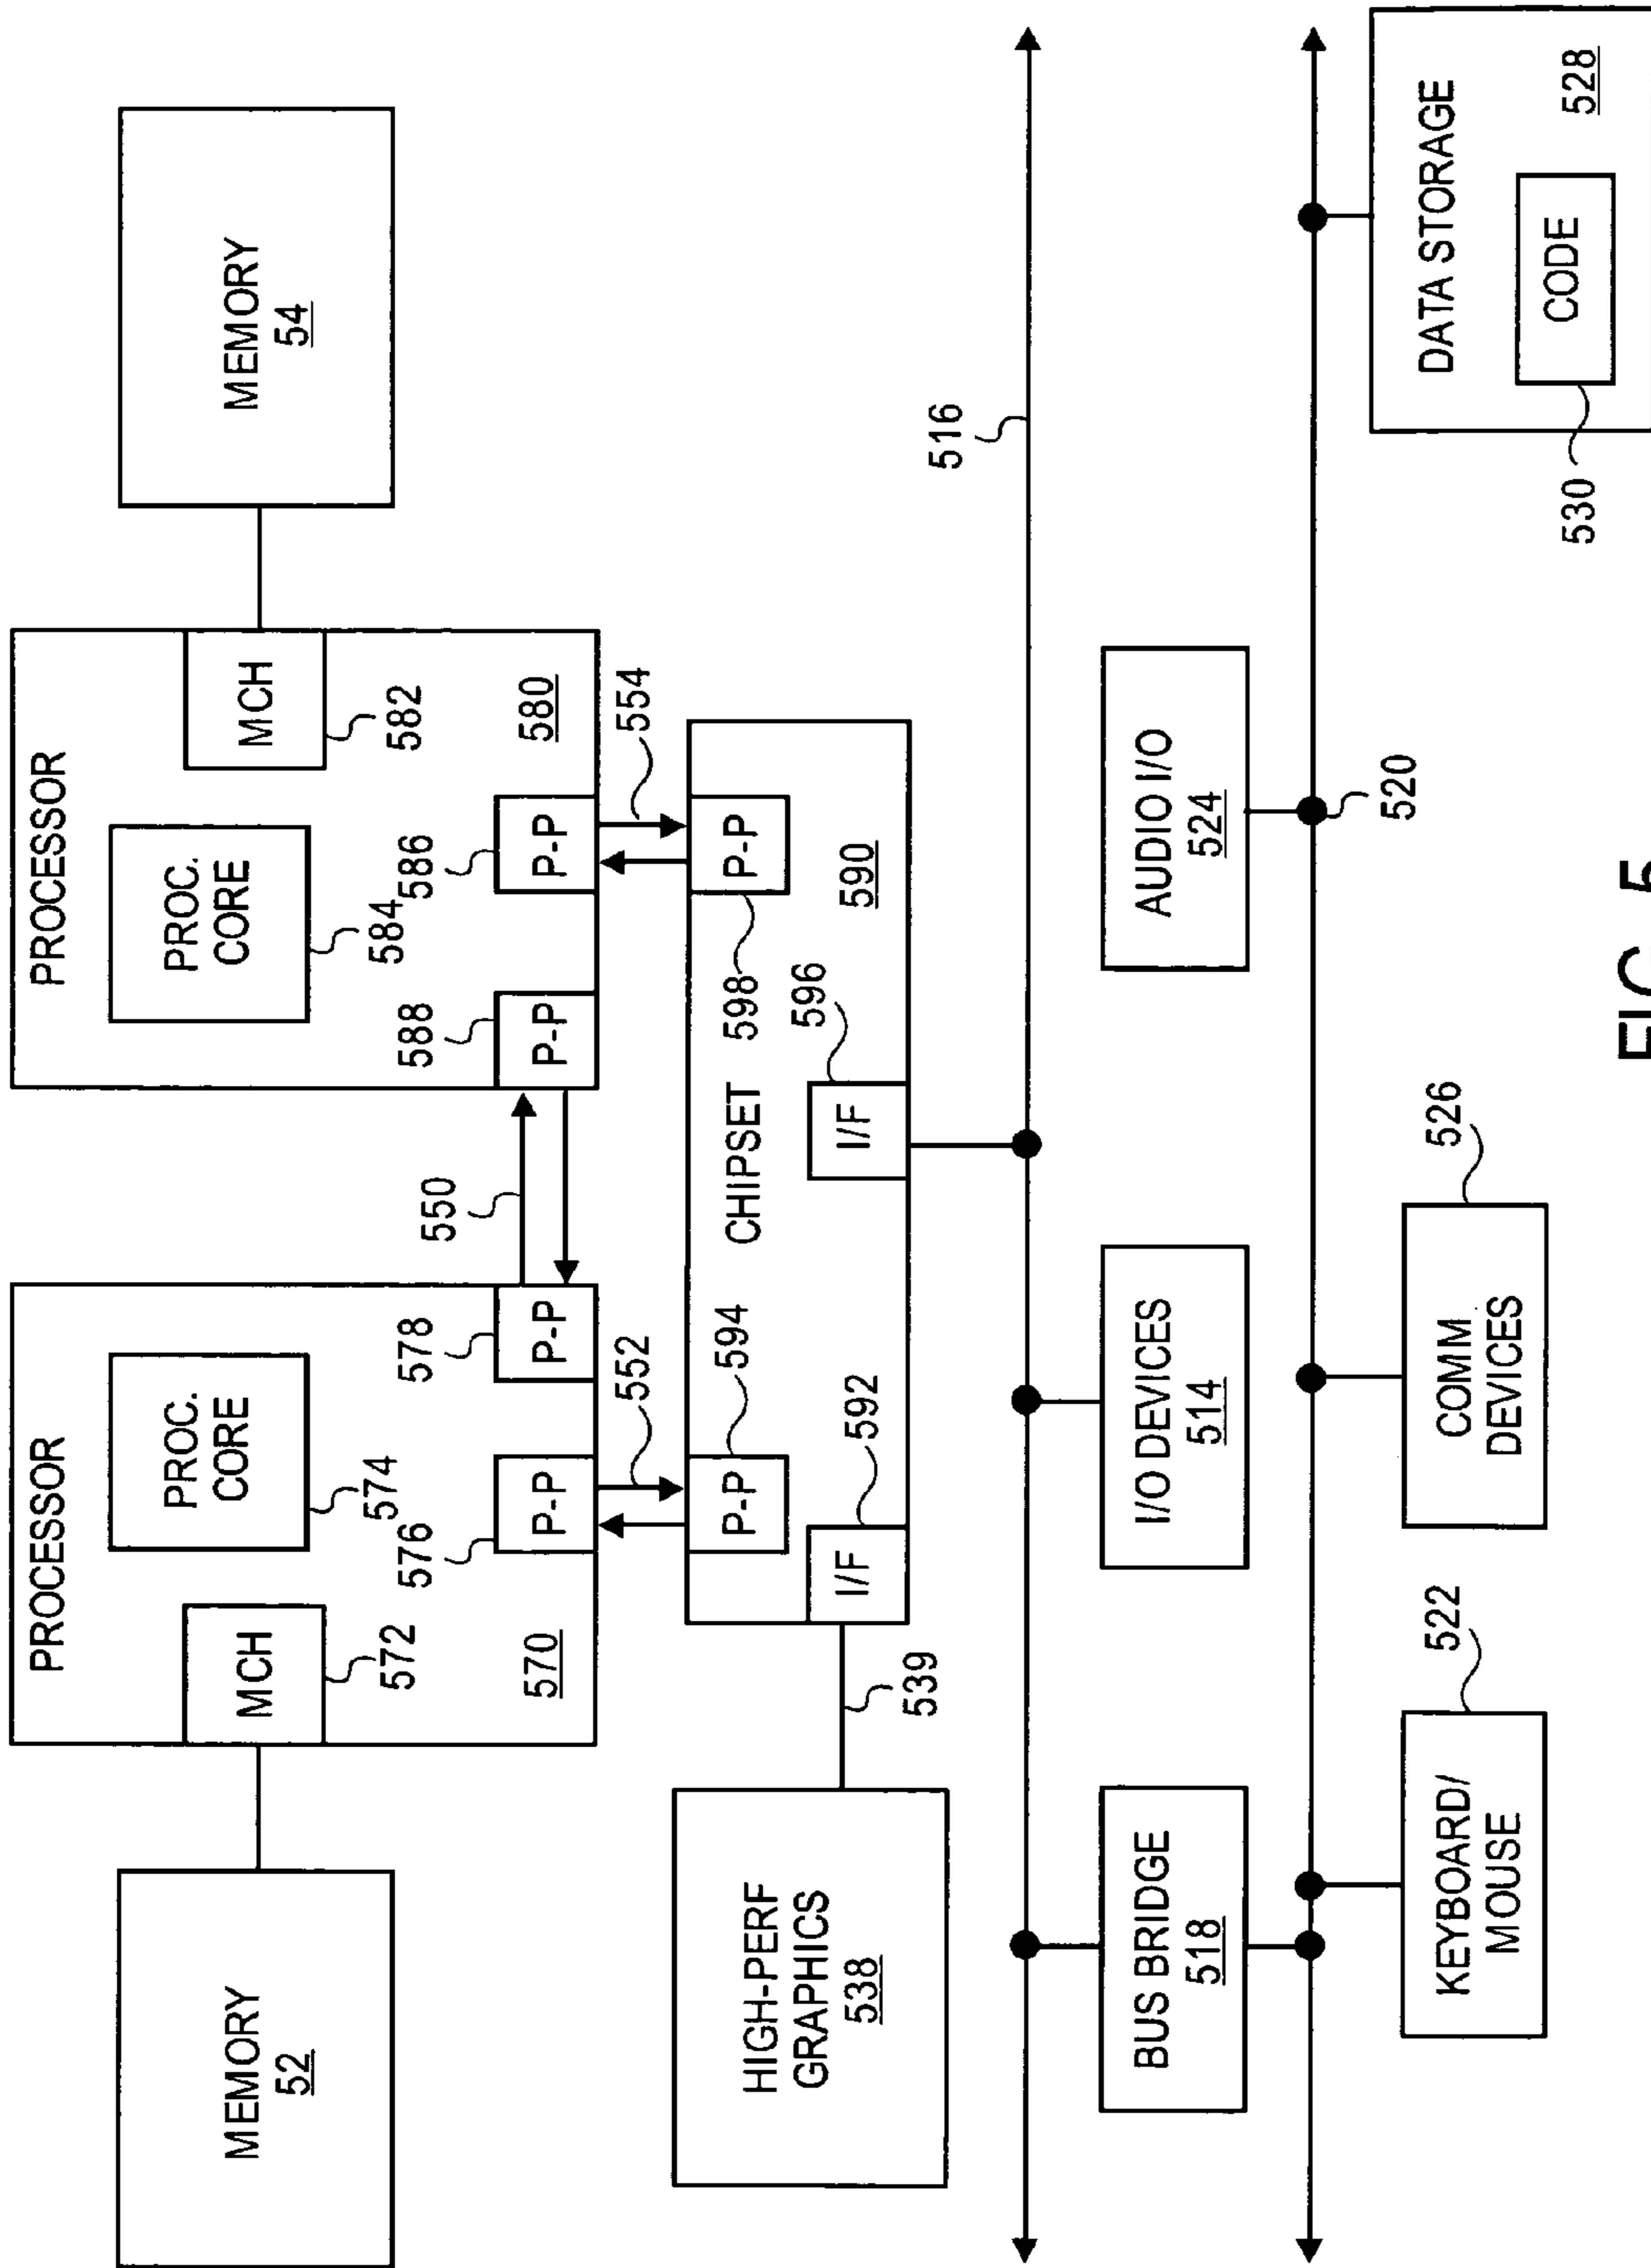 PROCESSOR
PROCESSOR
MEMORY
52
MCH
572
PROC.
CORE
574
576
P-P
578
P-P
570
550
588
P-P
PROC.
CORE
584
586
P-P
MCH
582
580
MEMORY
54
552
554
HIGH-PERF
GRAPHICS
538
539
P-P
594
I/F
592
CHIPSET
P-P
598
I/F
596
590
516
BUS BRIDGE
518
I/O DEVICES
514
AUDIO I/O
524
520
KEYBOARD/
MOUSE
522
COMM
DEVICES
526
DATA STORAGE
528
CODE
530
FIG. 5